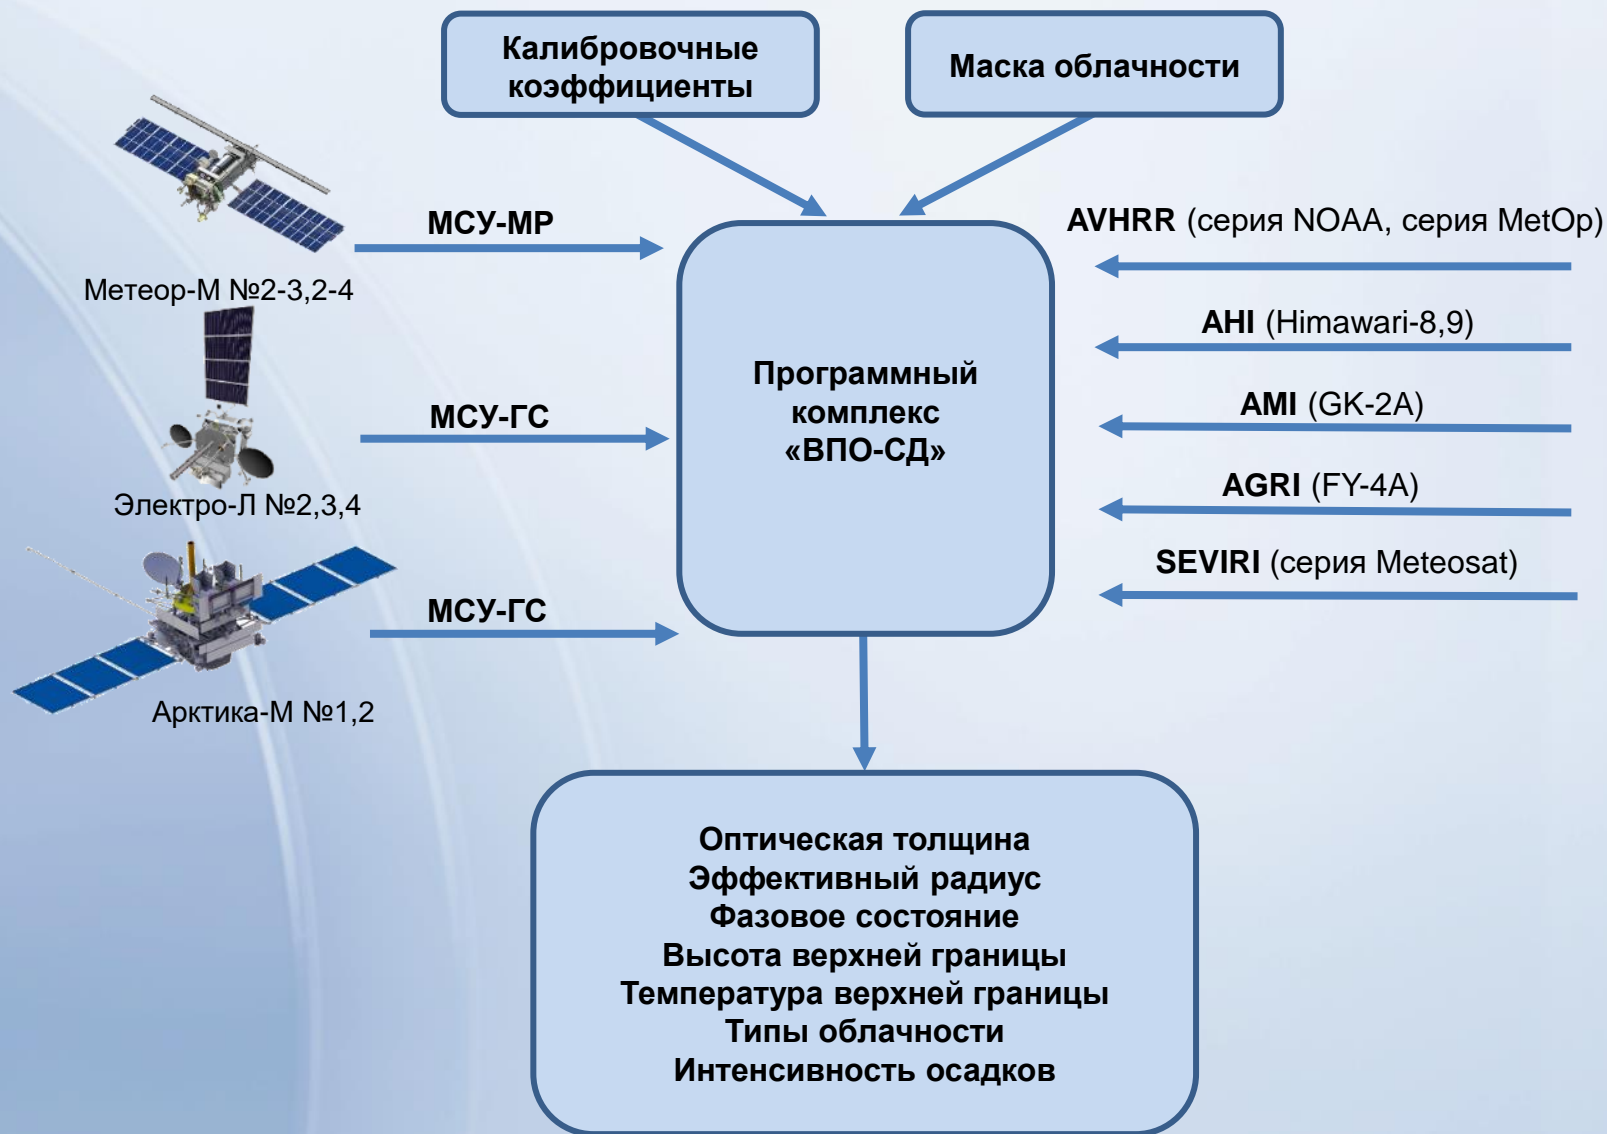 Калибровочные
коэффициенты
Маска облачности
МСУ-МР
Метеор-М №2-3,2-4
МСУ-ГС
Электро-Л №2,3,4
МСУ-ГС
Арктика-М №1,2
Программный
комплекс
«ВПО-СД»
AVHRR (серия NOAA, серия MetOp)
AHI (Himawari-8,9)
AMI (GK-2A)
AGRI (FY-4A)
SEVIRI (серия Meteosat)
Оптическая толщина
Эффективный радиус
Фазовое состояние
Высота верхней границы
Температура верхней границы
Типы облачности
Интенсивность осадков